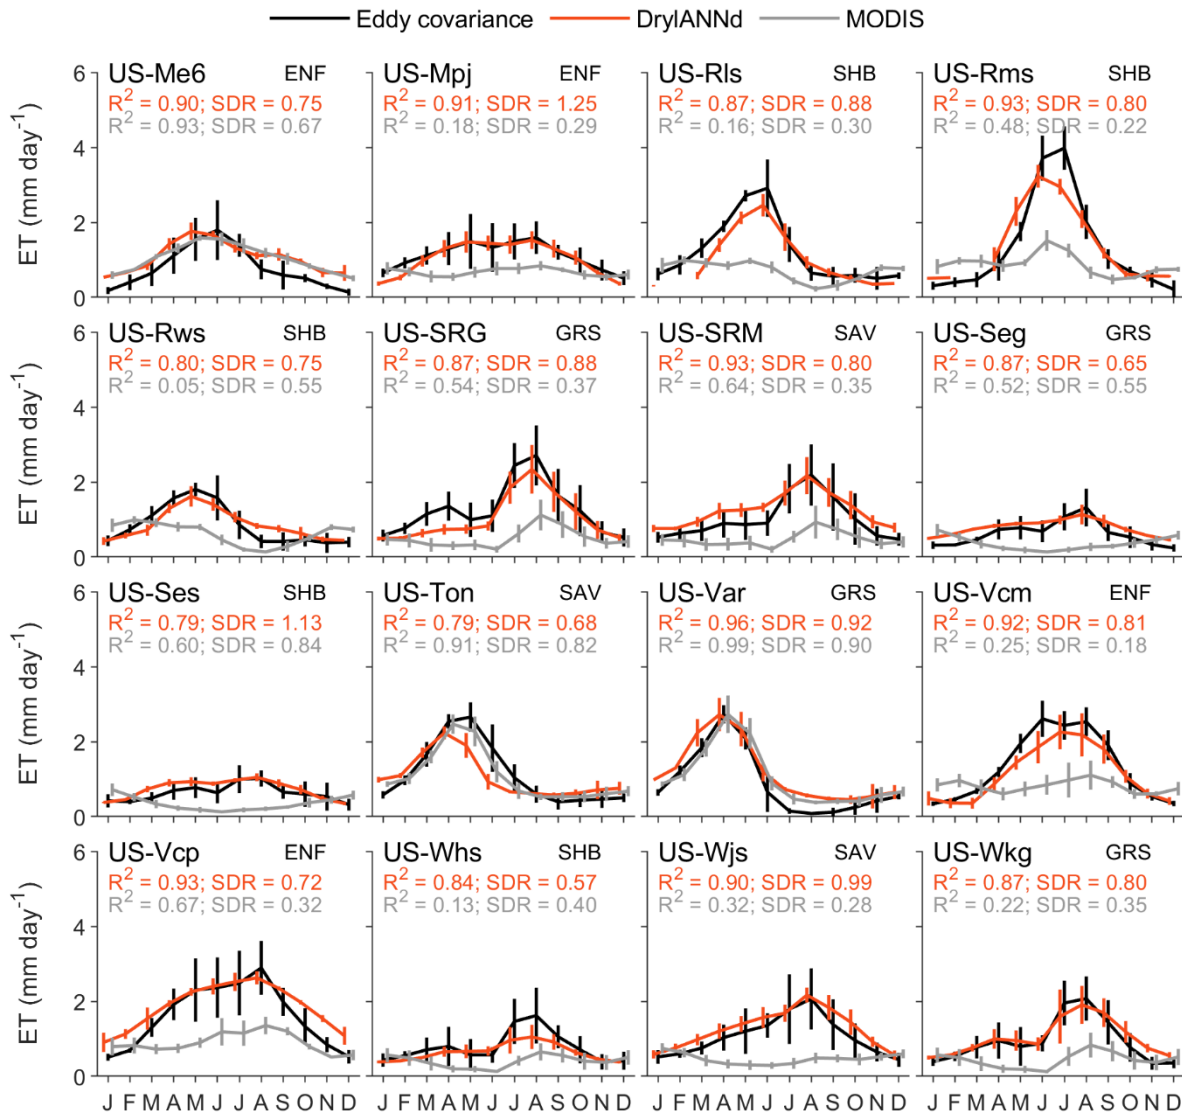 Eddy covariance DrylANNd MODIS
US-Me6 ENF US-Mpj ENF US-Rls SHB US-Rms SHB
R² = 0.90; SDR = 0.75 R² = 0.91; SDR = 1.25 R² = 0.87; SDR = 0.88 R² = 0.93; SDR = 0.80
R² = 0.93; SDR = 0.67 R² = 0.18; SDR = 0.29 R² = 0.16; SDR = 0.30 R² = 0.48; SDR = 0.22
6
4
2
0
ET (mm day⁻¹)
US-Rws SHB US-SRG GRS US-SRM SAV US-Seg GRS
R² = 0.80; SDR = 0.75 R² = 0.87; SDR = 0.88 R² = 0.93; SDR = 0.80 R² = 0.87; SDR = 0.65
R² = 0.05; SDR = 0.55 R² = 0.54; SDR = 0.37 R² = 0.64; SDR = 0.35 R² = 0.52; SDR = 0.55
6
4
2
0
ET (mm day⁻¹)
US-Ses SHB US-Ton SAV US-Var GRS US-Vcm ENF
R² = 0.79; SDR = 1.13 R² = 0.79; SDR = 0.68 R² = 0.96; SDR = 0.92 R² = 0.92; SDR = 0.81
R² = 0.60; SDR = 0.84 R² = 0.91; SDR = 0.82 R² = 0.99; SDR = 0.90 R² = 0.25; SDR = 0.18
6
4
2
0
ET (mm day⁻¹)
US-Vcp ENF US-Whs SHB US-Wjs SAV US-Wkg GRS
R² = 0.93; SDR = 0.72 R² = 0.84; SDR = 0.57 R² = 0.90; SDR = 0.99 R² = 0.87; SDR = 0.80
R² = 0.67; SDR = 0.32 R² = 0.13; SDR = 0.40 R² = 0.32; SDR = 0.28 R² = 0.22; SDR = 0.35
6
4
2
0
ET (mm day⁻¹)
J F M A M J J A S O N D J F M A M J J A S O N D J F M A M J J A S O N D J F M A M J J A S O N D